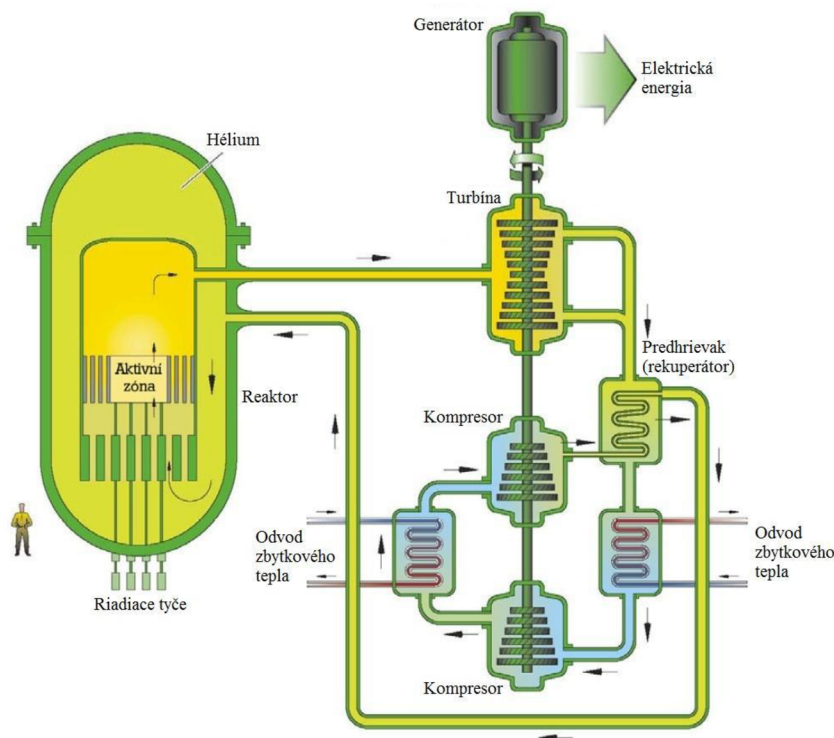 Generátor
Elektrická
energia
Hélium
Turbína
Predhrievak
(rekuperátor)
Aktivní
zóna
Reaktor
Kompresor
Odvod
zbytkového
tepla
Odvod
zbytkového
tepla
Riadiace tyče
Kompresor